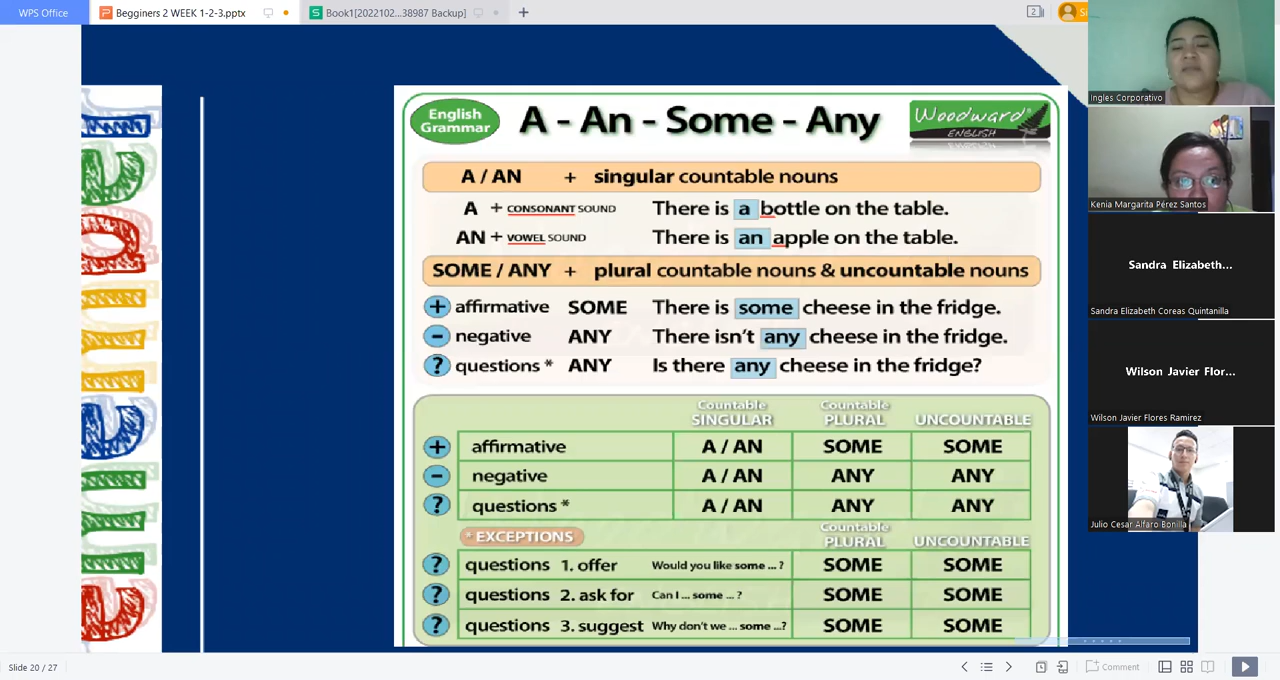 WPS Office
Begginers 2 WEEK 1-2-3.pptx
Book1[2022102...38987 Backup]
2
English
Grammar
A - An - Some - Any
Woodward
ENGLISH
A / AN + singular countable nouns
A + CONSONANT SOUND There is a bottle on the table.
AN + VOWEL SOUND There is an apple on the table.
SOME / ANY + plural countable nouns & uncountable nouns
+ affirmative SOME There is some cheese in the fridge.
− negative ANY There isn't any cheese in the fridge.
? questions * ANY Is there any cheese in the fridge?
Countable SINGULAR Countable PLURAL UNCOUNTABLE
+ affirmative A / AN SOME SOME
− negative A / AN ANY ANY
? questions * A / AN ANY ANY
* EXCEPTIONS Countable PLURAL UNCOUNTABLE
? questions 1. offer Would you like some ... ? SOME SOME
? questions 2. ask for Can I ... some ... ? SOME SOME
? questions 3. suggest Why don't we ... some ...? SOME SOME
Ingles Corporativo
Kenia Margarita Pérez Santos
Sandra Elizabeth...
Sandra Elizabeth Coreas Quintanilla
Wilson Javier Flor...
Wilson Javier Flores Ramirez
Julio Cesar Alfaro Bonilla
Slide 20 / 27
Comment